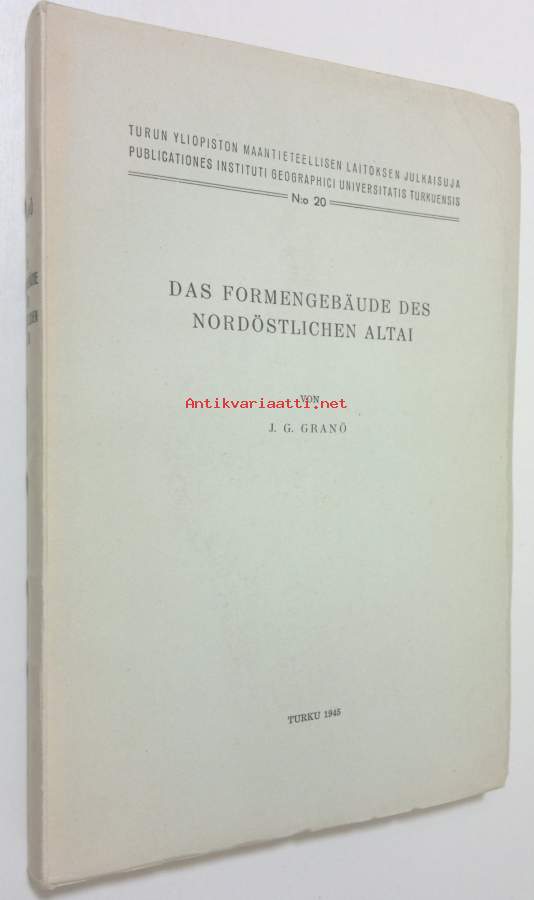 TURUN YLIOPISTON MAANTIETEELLISEN LAITOKSEN JULKAISUJA
PUBLICATIONES INSTITUTI GEOGRAPHICI UNIVERSITATIS TURKUENSIS
N:o 20
DAS FORMENGEBÄUDE DES
NORDÖSTLICHEN ALTAI
VON
Antikvariaatti.net
J. G. GRANÖ
TURKU 1945